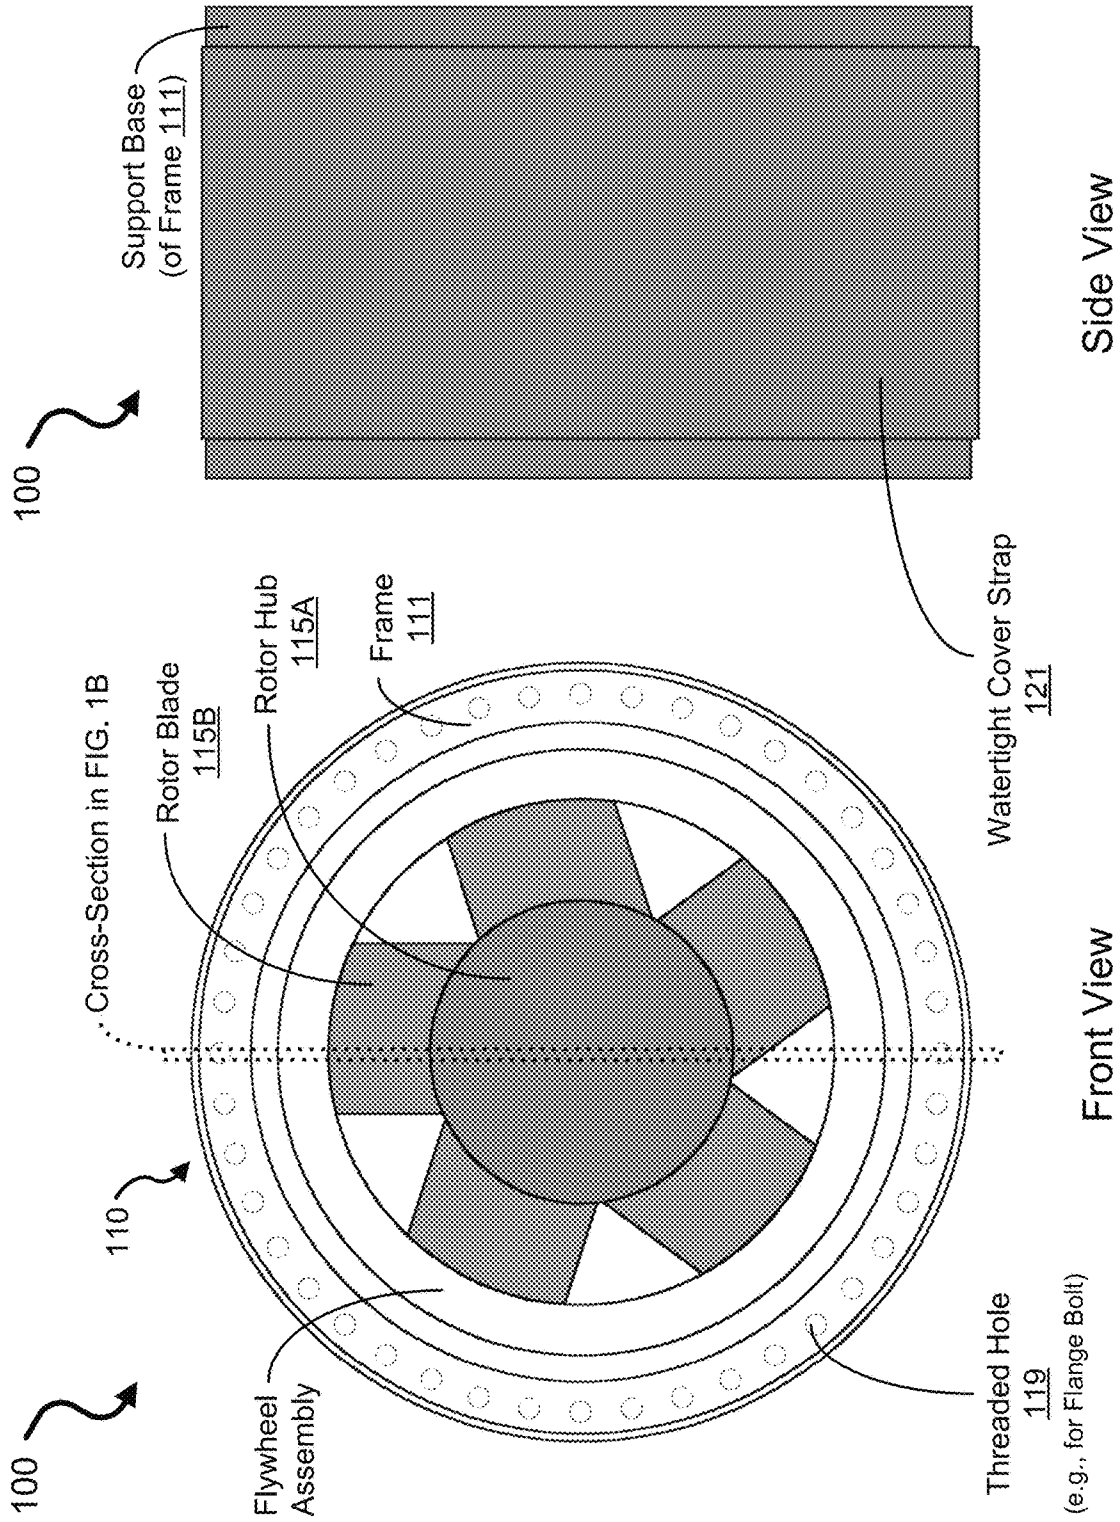 100
110
Cross-Section in FIG. 1B
Rotor Blade
115B
Rotor Hub
115A
Frame
111
Flywheel
Assembly
Threaded Hole
119
(e.g., for Flange Bolt)
Front View
100
Support Base
(of Frame 111)
Watertight Cover Strap
121
Side View